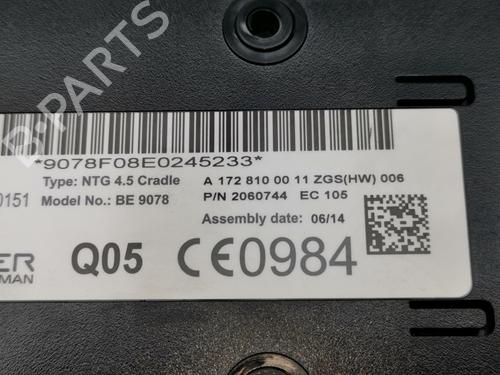 *9078F08E0245233*
Type: NTG 4.5 Cradle A 172 810 00 11 ZGS(HW) 006
0151 Model No.: BE 9078 P/N 2060744 EC 105
Assembly date: 06/14
ER
MAN Q05 CE0984
B-PARTS